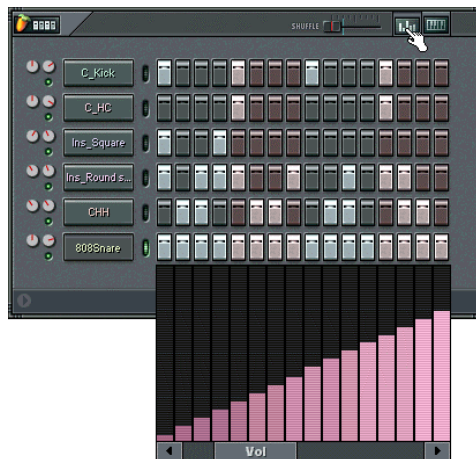 SHUFFLE
C_Kick
C_HC
Ins_Square
Ins_Round s...
CHH
808Snare
Vol